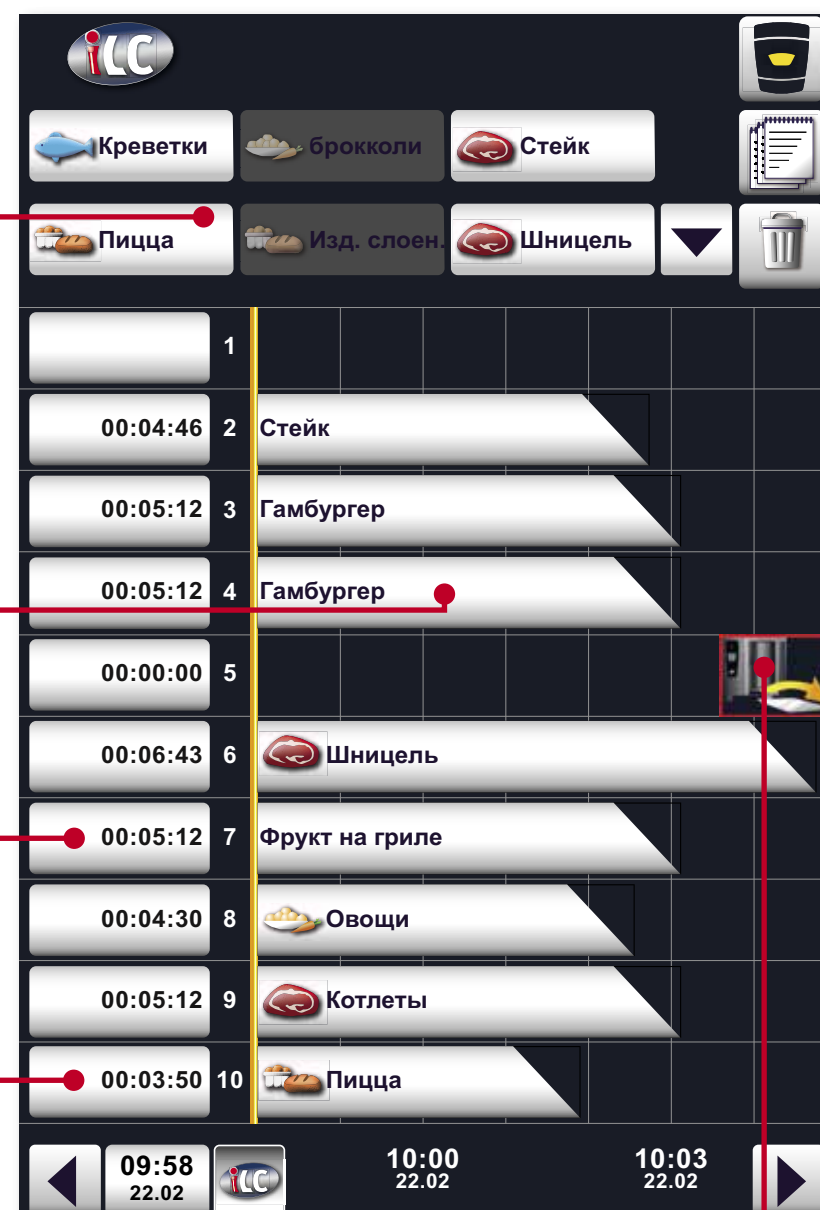 iLC
Креветки
брокколи
Стейк
Пицца
Изд. слоен.
Шницель
1
00:04:46 2 Стейк
00:05:12 3 Гамбургер
00:05:12 4 Гамбургер
00:00:00 5
00:06:43 6 Шницель
00:05:12 7 Фрукт на гриле
00:04:30 8 Овощи
00:05:12 9 Котлеты
00:03:50 10 Пицца
09:58 iLC 10:00 10:03
22.02 22.02 22.02